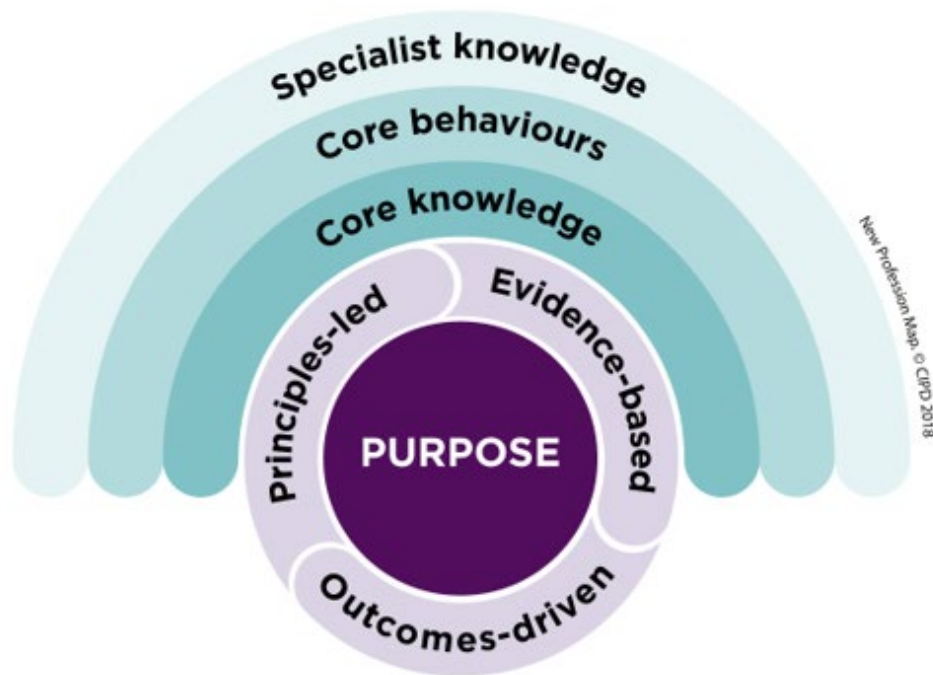 Specialist knowledge
Core behaviours
Core knowledge
Principles-led
Evidence-based
PURPOSE
Outcomes-driven
New Profession Map. © CIPD 2018